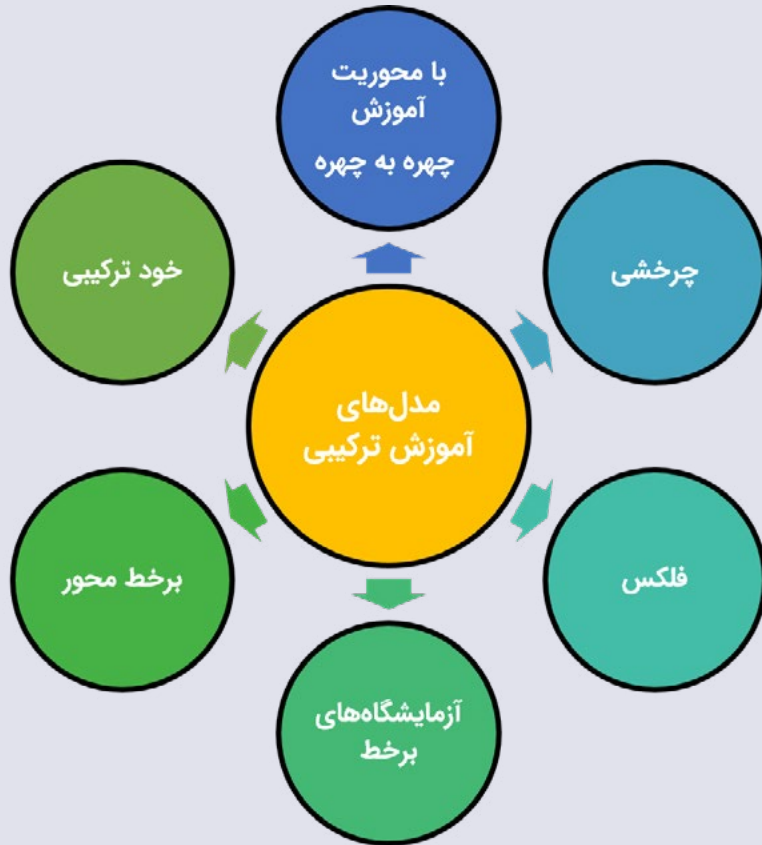 با محوریت
آموزش
چهره به چهره
چرخشی
خود ترکیبی
مدل‌های
آموزش ترکیبی
فلکس
برخط محور
آزمایشگاه‌های
برخط